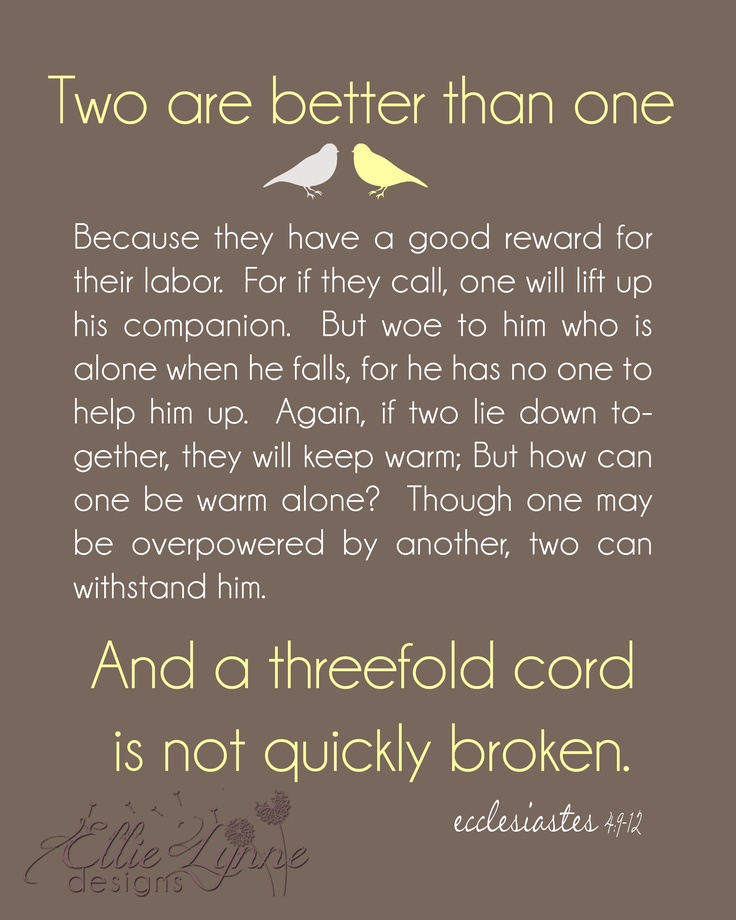 Two are better than one
Because they have a good reward for
their labor. For if they call, one will lift up
his companion. But woe to him who is
alone when he falls, for he has no one to
help him up. Again, if two lie down to-
gether, they will keep warm; But how can
one be warm alone? Though one may
be overpowered by another, two can
withstand him.
And a threefold cord
is not quickly broken.
ecclesiastes 4:9-12
Ellie Lynne
designs